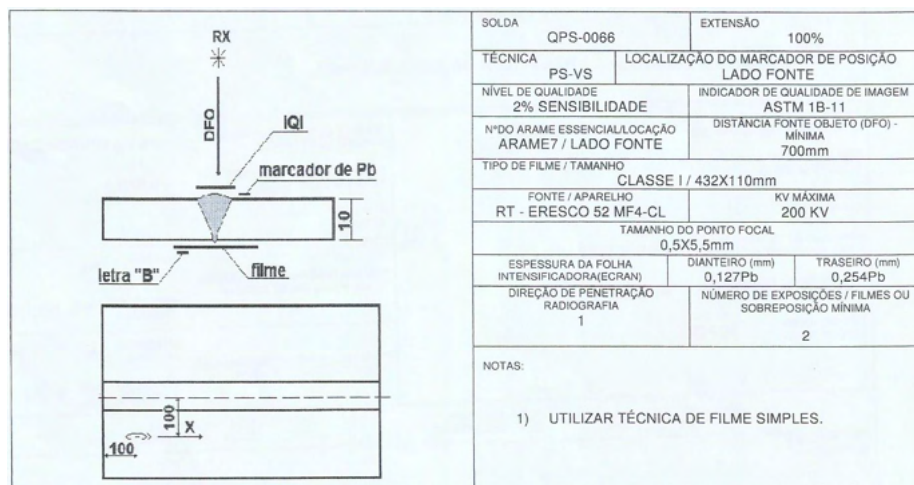 RX
DFO
IQI
marcador de Pb
10
letra "B"
filme
100
X
100
SOLDA
QPS-0066
EXTENSÃO
100%
TÉCNICA
PS-VS
LOCALIZAÇÃO DO MARCADOR DE POSIÇÃO
LADO FONTE
NÍVEL DE QUALIDADE
2% SENSIBILIDADE
INDICADOR DE QUALIDADE DE IMAGEM
ASTM 1B-11
NºDO ARAME ESSENCIAL/LOCAÇÃO
ARAME7 / LADO FONTE
DISTÂNCIA FONTE OBJETO (DFO) -
MÍNIMA
700mm
TIPO DE FILME / TAMANHO
CLASSE I / 432X110mm
FONTE / APARELHO
RT - ERESCO 52 MF4-CL
KV MÁXIMA
200 KV
TAMANHO DO PONTO FOCAL
0,5X5,5mm
ESPESSURA DA FOLHA
INTENSIFICADORA(ECRAN)
DIANTEIRO (mm)
0,127Pb
TRASEIRO (mm)
0,254Pb
DIREÇÃO DE PENETRAÇÃO
RADIOGRAFIA
1
NÚMERO DE EXPOSIÇÕES / FILMES OU
SOBREPOSIÇÃO MÍNIMA
2
NOTAS:
1) UTILIZAR TÉCNICA DE FILME SIMPLES.